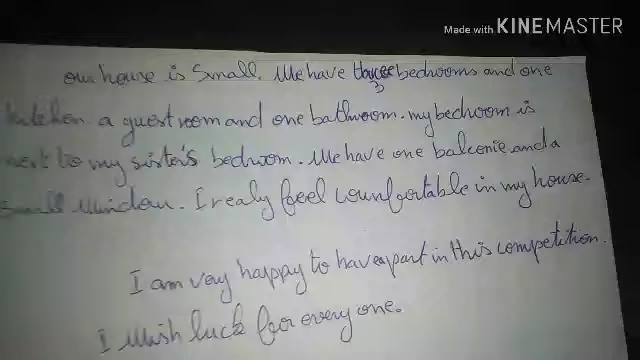 Made with KINEMASTER
our house is small. We have three bedrooms and one
3
kitchen a guest room and one bathroom. my bedroom is
next to my sister's bedroom. We have one balconie and a
small window. I realy feel counfortable in my house.
I am very happy to have part in this competition.
I wish luck for every one.